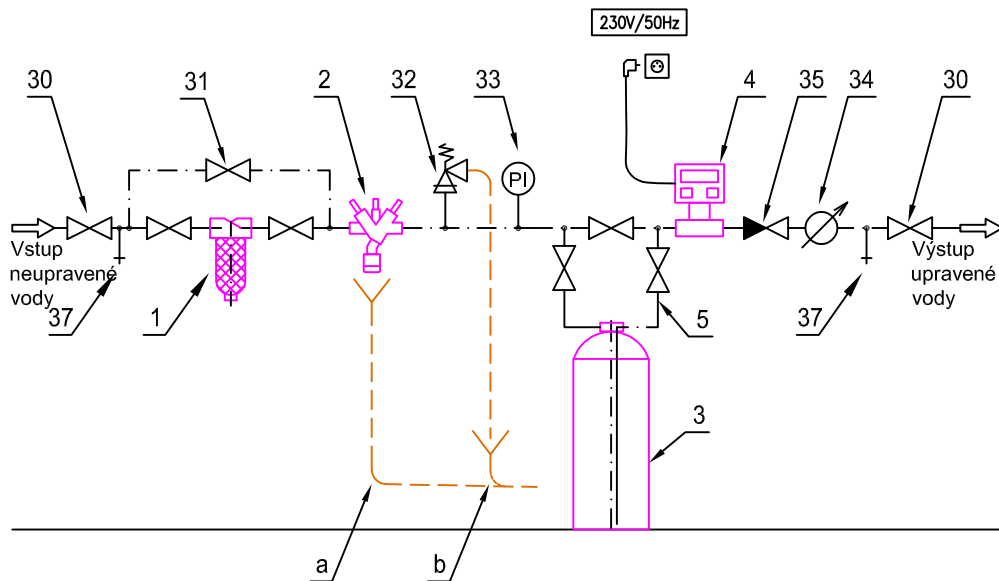 230V/50Hz
30
31
2
32
33
4
35
34
30
PI
Vstup
neupravené
vody
Výstup
upravené
vody
37
1
5
37
3
a
b